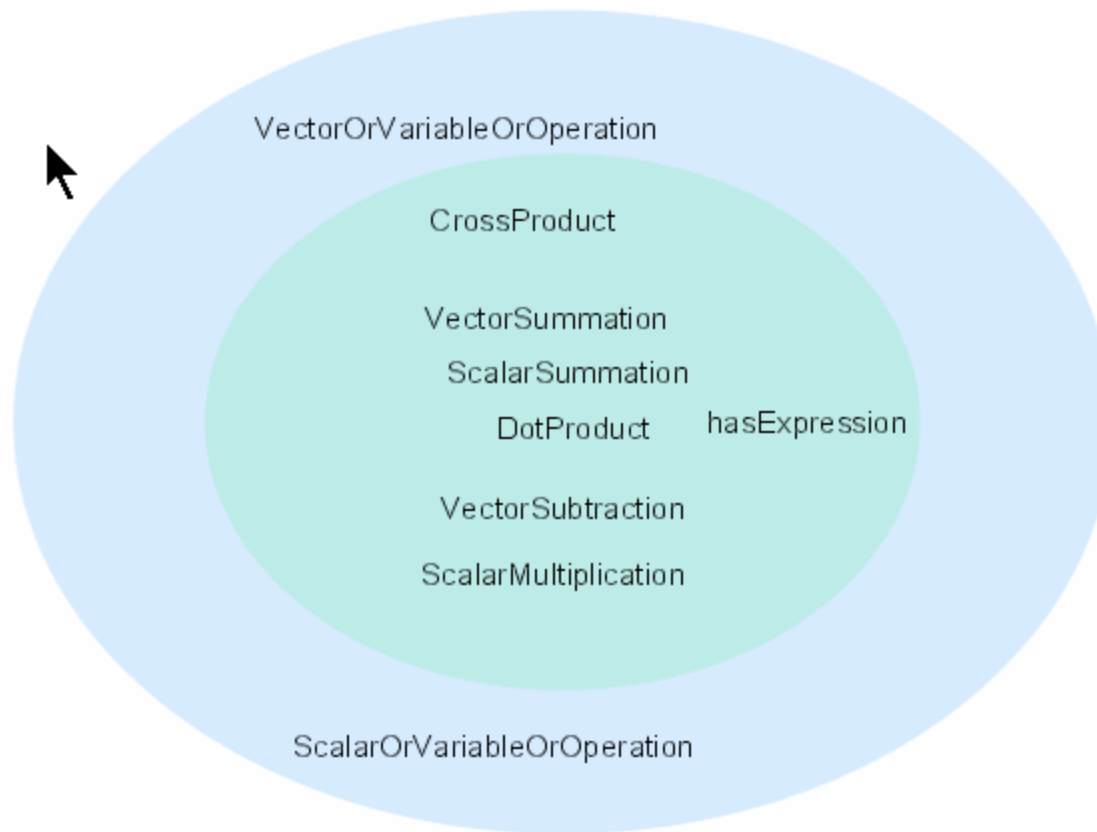 VectorOrVariableOrOperation
CrossProduct
VectorSummation
ScalarSummation
DotProduct
hasExpression
VectorSubtraction
ScalarMultiplication
ScalarOrVariableOrOperation